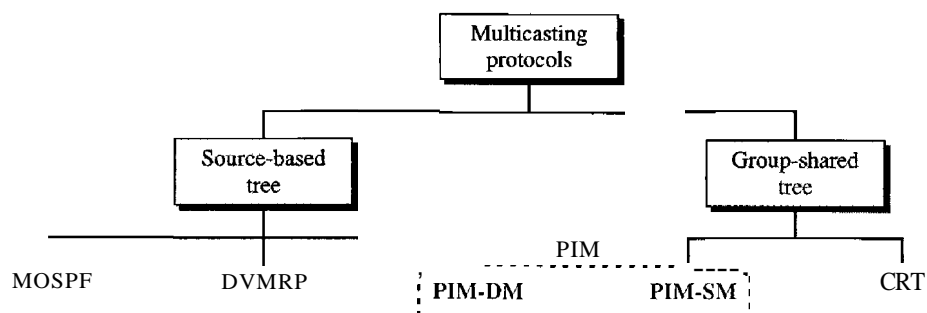 Multicasting
protocols
Source-based
tree
Group-shared
tree
PIM
MOSPF
DVMRP
CRT
PIM-DM
PIM-SM